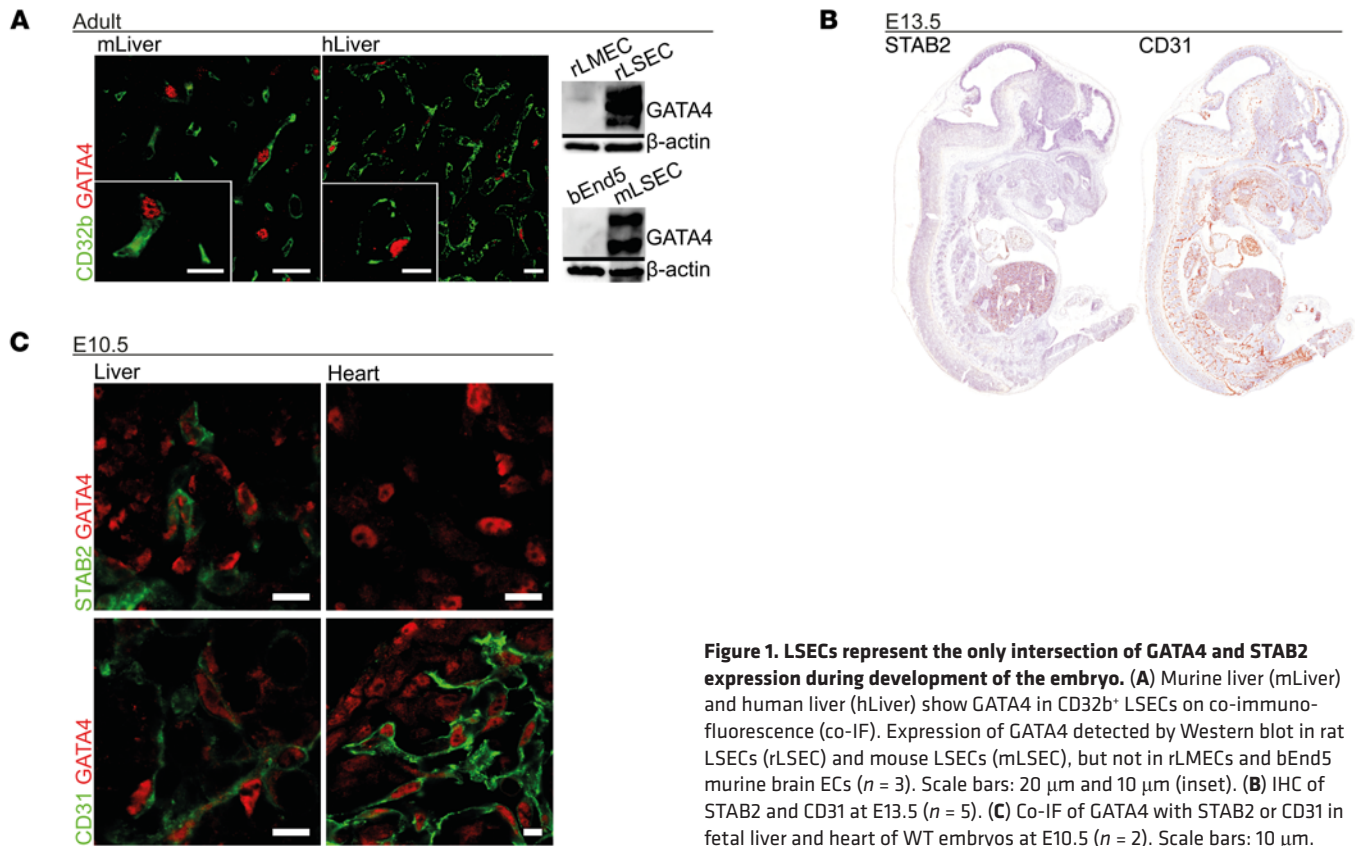 A
Adult
mLiver
hLiver
CD32b GATA4
rLMEC
rLSEC
GATA4
β-actin
bEnd5
mLSEC
GATA4
β-actin
B
E13.5
STAB2
CD31
C
E10.5
Liver
Heart
STAB2 GATA4
CD31 GATA4
Figure 1. LSECs represent the only intersection of GATA4 and STAB2
expression during development of the embryo. (A) Murine liver (mLiver)
and human liver (hLiver) show GATA4 in CD32b⁺ LSECs on co-immuno-
fluorescence (co-IF). Expression of GATA4 detected by Western blot in rat
LSECs (rLSEC) and mouse LSECs (mLSEC), but not in rLMECs and bEnd5
murine brain ECs (n = 3). Scale bars: 20 μm and 10 μm (inset). (B) IHC of
STAB2 and CD31 at E13.5 (n = 5). (C) Co-IF of GATA4 with STAB2 or CD31 in
fetal liver and heart of WT embryos at E10.5 (n = 2). Scale bars: 10 μm.